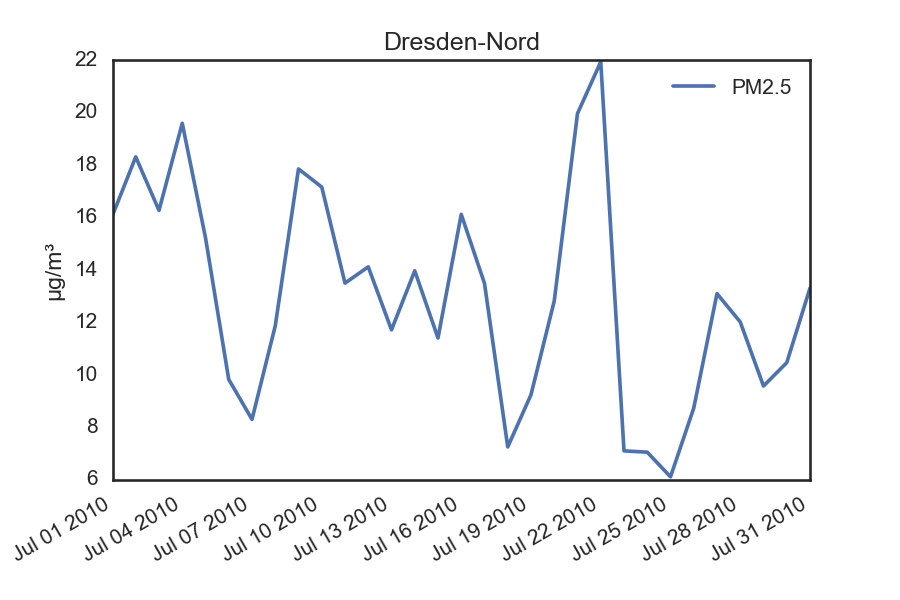 Dresden-Nord
22
20
18
16
14
12
10
8
6
µg/m³
PM2.5
Jul 01 2010
Jul 04 2010
Jul 07 2010
Jul 10 2010
Jul 13 2010
Jul 16 2010
Jul 19 2010
Jul 22 2010
Jul 25 2010
Jul 28 2010
Jul 31 2010